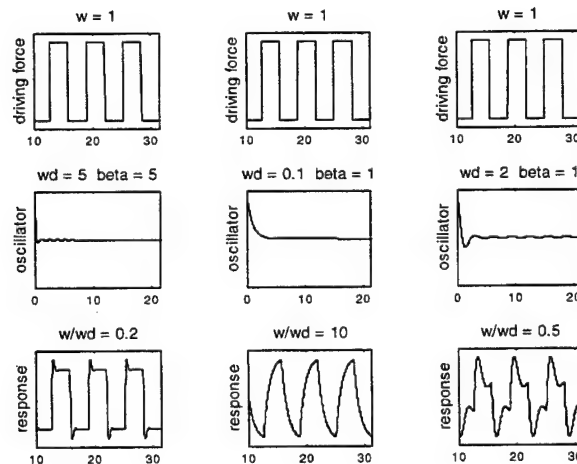 w = 1
w = 1
w = 1
driving force
driving force
driving force
10 20 30
10 20 30
10 20 30
wd = 5 beta = 5
wd = 0.1 beta = 1
wd = 2 beta = 1
oscillator
oscillator
oscillator
0 10 20
0 10 20
0 10 20
w/wd = 0.2
w/wd = 10
w/wd = 0.5
response
response
response
10 20 30
10 20 30
10 20 30